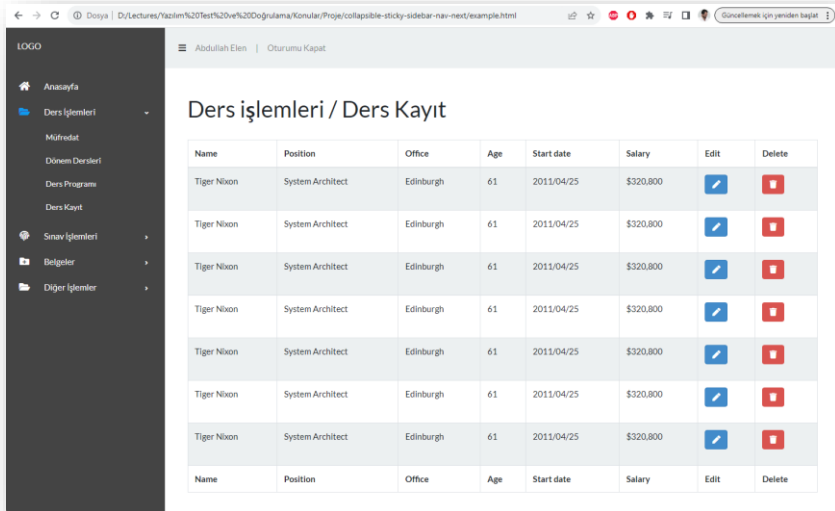 Dosya | D:/Lectures/Yazılım%20Test%20ve%20Doğrulama/Konular/Proje/collapsible-sticky-sidebar-nav-next/example.html
Güncellemek için yeniden başlat
LOGO
Abdullah Elen | Oturumu Kapat
Anasayfa
Ders İşlemleri
Müfredat
Dönem Dersleri
Ders Programı
Ders Kayıt
Sınav İşlemleri
Belgeler
Diğer İşlemler
Ders işlemleri / Ders Kayıt
Name Position Office Age Start date Salary Edit Delete
Tiger Nixon System Architect Edinburgh 61 2011/04/25 $320,800
Tiger Nixon System Architect Edinburgh 61 2011/04/25 $320,800
Tiger Nixon System Architect Edinburgh 61 2011/04/25 $320,800
Tiger Nixon System Architect Edinburgh 61 2011/04/25 $320,800
Tiger Nixon System Architect Edinburgh 61 2011/04/25 $320,800
Tiger Nixon System Architect Edinburgh 61 2011/04/25 $320,800
Tiger Nixon System Architect Edinburgh 61 2011/04/25 $320,800
Name Position Office Age Start date Salary Edit Delete